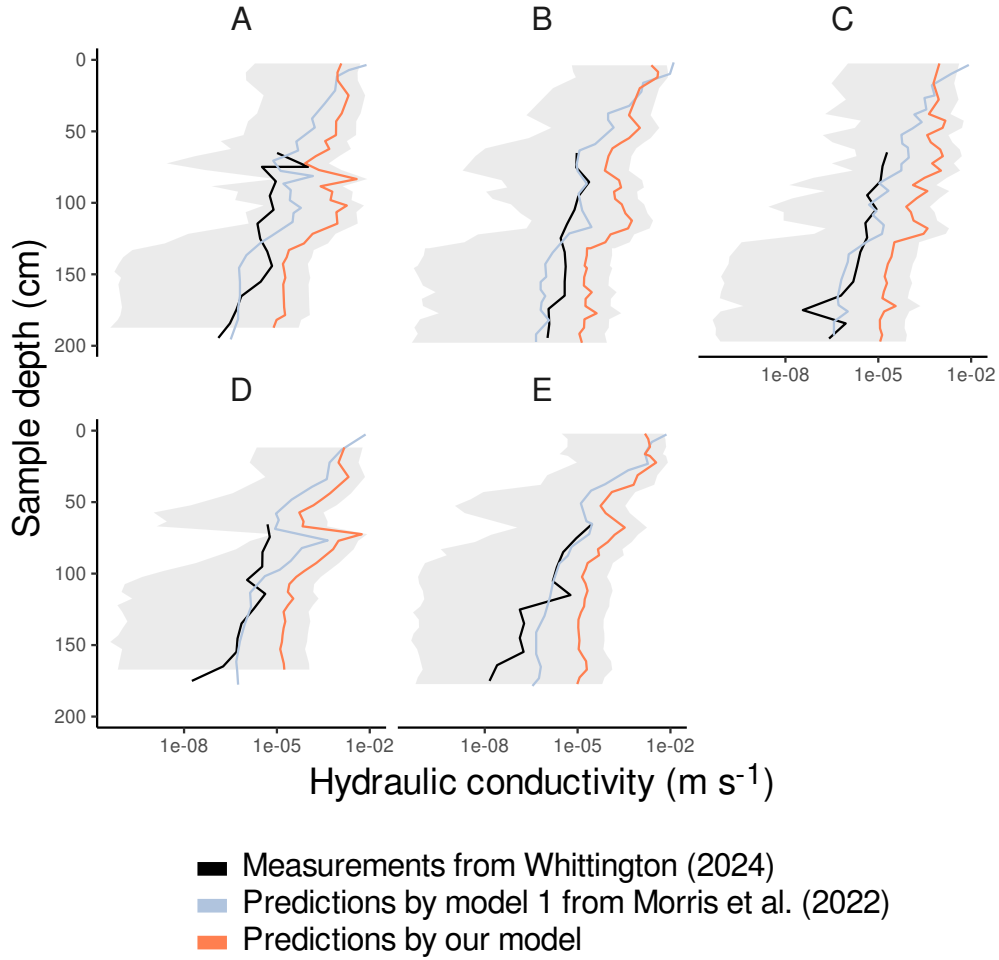 A
B
C
0
50
100
150
200
1e-08
1e-05
1e-02
D
E
0
50
100
150
200
1e-08
1e-05
1e-02
1e-08
1e-05
1e-02
Sample depth (cm)
Hydraulic conductivity (m s-1)
Measurements from Whittington (2024)
Predictions by model 1 from Morris et al. (2022)
Predictions by our model